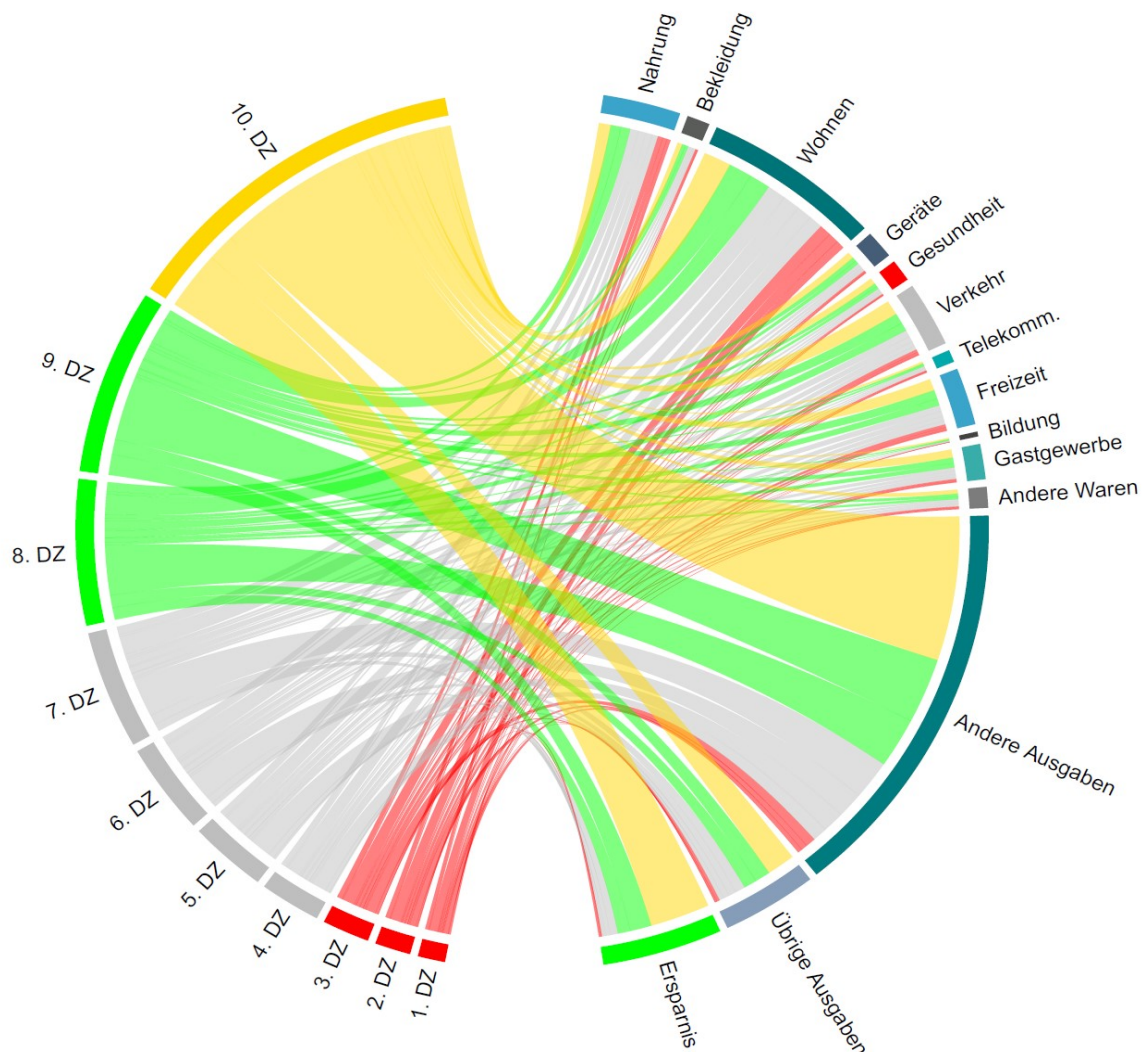 10. DZ
9. DZ
8. DZ
7. DZ
6. DZ
5. DZ
4. DZ
3. DZ
2. DZ
1. DZ
Nahrung
Bekleidung
Wohnen
Geräte
Gesundheit
Verkehr
Telekomm.
Freizeit
Bildung
Gastgewerbe
Andere Waren
Andere Ausgaben
Übrige Ausgaben
Ersparnis